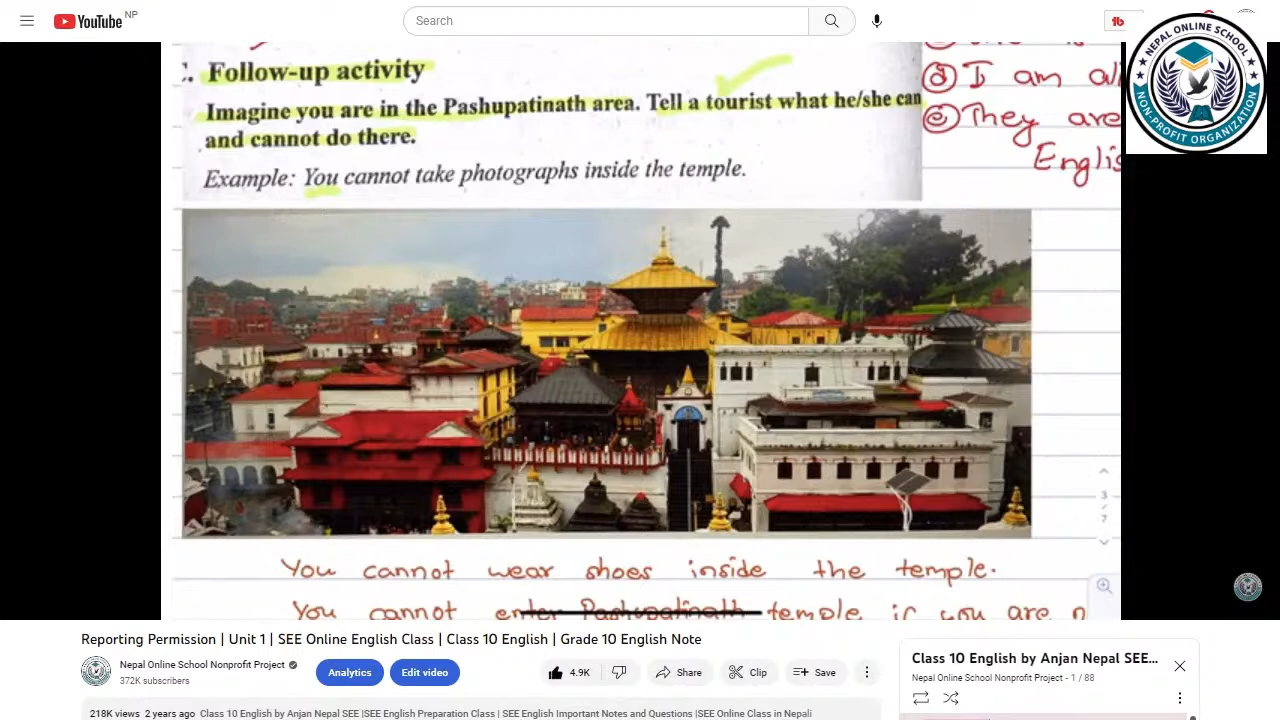 NP
YouTube
Search
NEPAL ONLINE SCHOOL
NON-PROFIT ORGANIZATION
Follow-up activity
Imagine you are in the Pashupatinath area. Tell a tourist what he/she can
and cannot do there.
Example: You cannot take photographs inside the temple.
d I am
e They are
3
/
7
You cannot wear shoes inside the temple.
You cannot enter Pashupatinath temple if you are
Reporting Permission | Unit 1 | SEE Online English Class | Class 10 English | Grade 10 English Note
Nepal Online School Nonprofit Project
372K subscribers
Analytics
Edit video
4.9K
Share
Clip
Save
218K views 2 years ago Class 10 English by Anjan Nepal SEE |SEE English Preparation Class | SEE English Important Notes and Questions |SEE Online Class in Nepali
Class 10 English by Anjan Nepal SEE...
Nepal Online School Nonprofit Project - 1 / 88